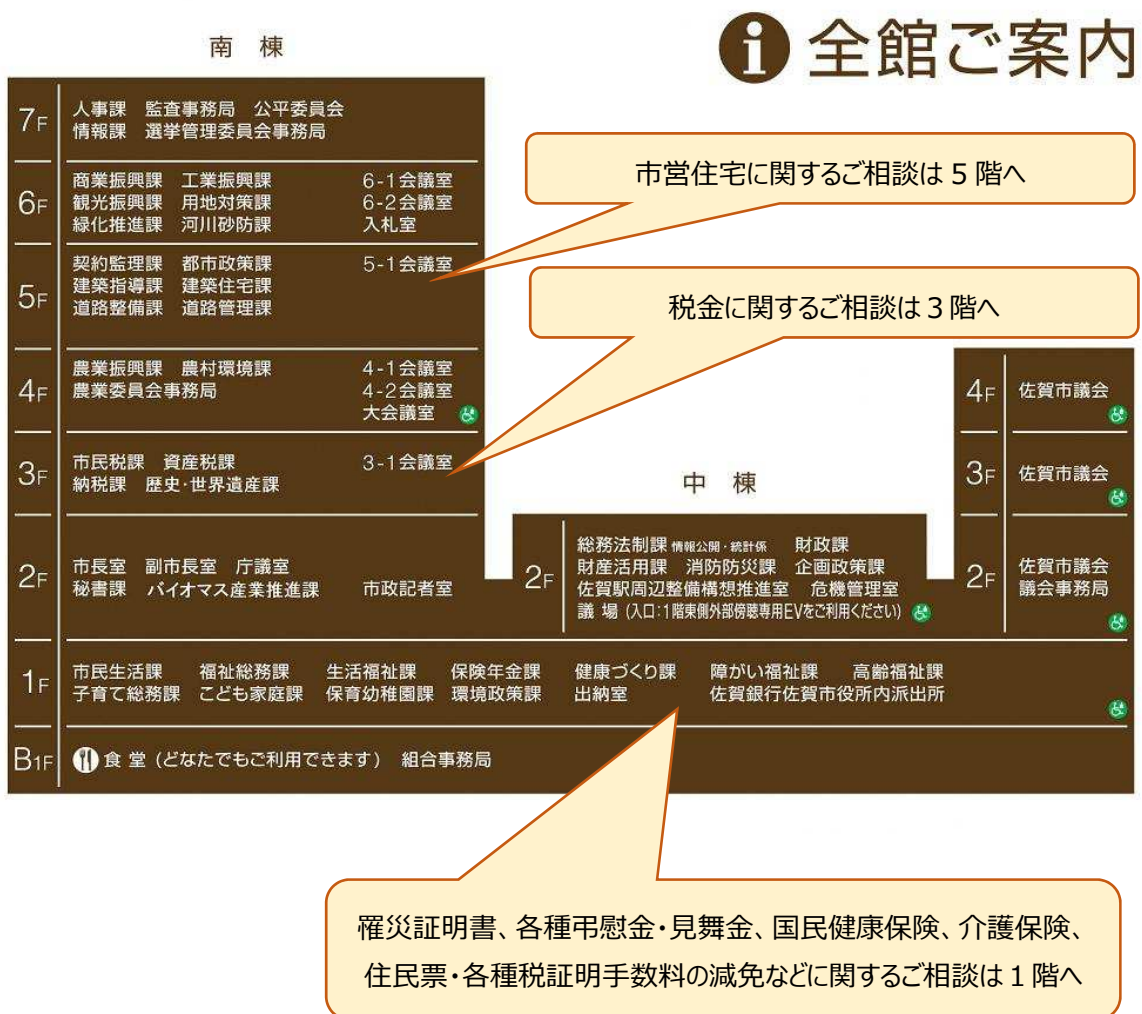 南 棟
全館ご案内
7F
人事課 監査事務局 公平委員会
情報課 選挙管理委員会事務局
市営住宅に関するご相談は5階へ
6F
商業振興課 工業振興課 6-1会議室
観光振興課 用地対策課 6-2会議室
緑化推進課 河川砂防課 入札室
5F
契約監理課 都市政策課 5-1会議室
建築指導課 建築住宅課
道路整備課 道路管理課
税金に関するご相談は3階へ
4F
農業振興課 農村環境課 4-1会議室
農業委員会事務局 4-2会議室
大会議室
4F 佐賀市議会
3F
市民税課 資産税課 3-1会議室
納税課 歴史・世界遺産課
3F 佐賀市議会
中 棟
2F
市長室 副市長室 庁議室
秘書課 バイオマス産業推進課 市政記者室
2F
総務法制課 情報公開・統計係 財政課
財産活用課 消防防災課 企画政策課
佐賀駅周辺整備構想推進室 危機管理室
議 場 (入口:1階東側外部傍聴専用EVをご利用ください)
2F
佐賀市議会
議会事務局
1F
市民生活課 福祉総務課 生活福祉課 保険年金課 健康づくり課 障がい福祉課 高齢福祉課
子育て総務課 こども家庭課 保育幼稚園課 環境政策課 出納室 佐賀銀行佐賀市役所内派出所
B1F
食 堂 (どなたでもご利用できます) 組合事務局
罹災証明書、各種弔慰金・見舞金、国民健康保険、介護保険、
住民票・各種税証明手数料の減免などに関するご相談は1階へ